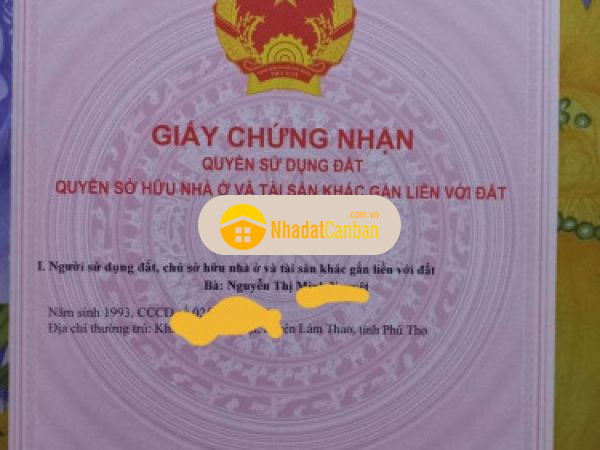 GIẤY CHỨNG NHẬN
QUYỀN SỬ DỤNG ĐẤT
QUYỀN SỞ HỮU NHÀ Ở VÀ TÀI SẢN KHÁC GẮN LIỀN VỚI ĐẤT
.com.vn
NhadatCanban
I. Người sử dụng đất, chủ sở hữu nhà ở và tài sản khác gắn liền với đất
Bà: Nguyễn Thị
Năm sinh 1993, CCCD
Địa chỉ thường trú: Lâm Thao, tỉnh Phú Thọ